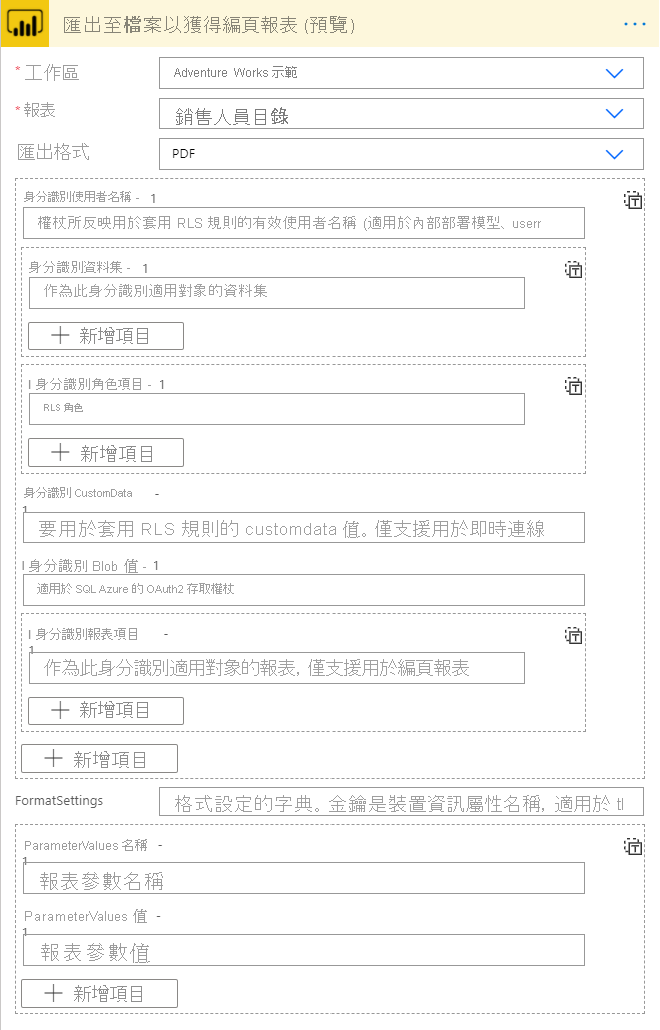 匯出至檔案以獲得編頁報表 (預覽)
* 工作區
Adventure Works 示範
* 報表
銷售人員目錄
匯出格式
PDF
身分識別使用者名稱 - 1
權杖所反映用於套用 RLS 規則的有效使用者名稱 (適用於內部部署模型、userr
身分識別資料集 - 1
作為此身分識別適用對象的資料集
新增項目
I 身分識別角色項目 - 1
RLS 角色
新增項目
身分識別 CustomData -
1
要用於套用 RLS 規則的 customdata 值。僅支援用於即時連線
I 身分識別 Blob 值 - 1
適用於 SQL Azure 的 OAuth2 存取權杖
I 身分識別報表項目 -
1
作為此身分識別適用對象的報表, 僅支援用於編頁報表
新增項目
新增項目
FormatSettings
格式設定的字典。金鑰是裝置資訊屬性名稱, 適用於 tl
ParameterValues 名稱 -
1
報表參數名稱
ParameterValues 值 -
1
報表參數值
新增項目